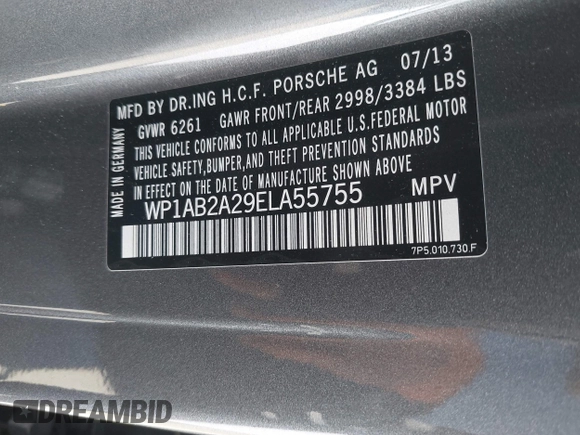 MFD BY DR.ING H.C.F. PORSCHE AG 07/13
GVWR 6261 GAWR FRONT/REAR 2998/3384 LBS
THIS VEHICLE CONFORMS TO ALL APPLICABLE U.S.FEDERAL MOTOR
VEHICLE SAFETY,BUMPER,AND THEFT PREVENTION STANDARDS
IN EFFECT ON THE DATE OF MANUFACTURE SHOWN ABOVE.
WP1AB2A29ELA55755 MPV
MADE IN GERMANY
7P5.010.730.F
DREAMBID